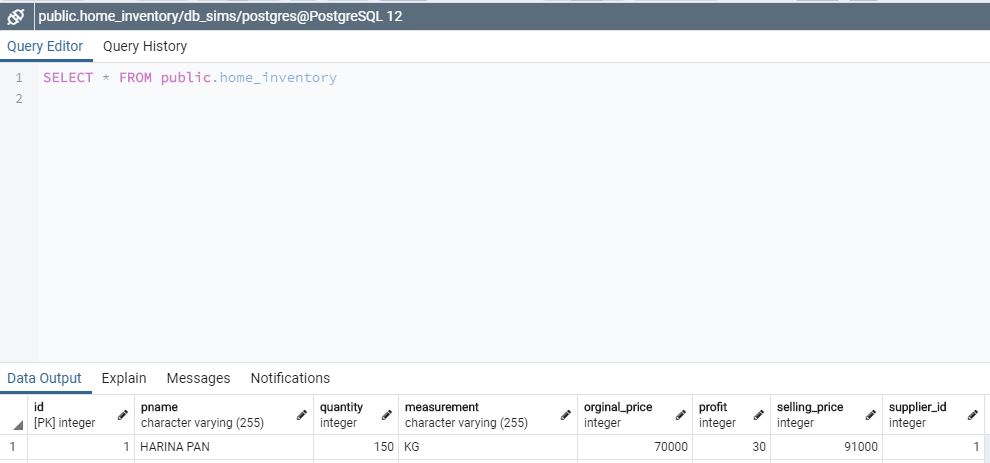 public.home_inventory/db_sims/postgres@PostgreSQL 12
Query Editor Query History
1 SELECT * FROM public.home_inventory
2
Data Output Explain Messages Notifications
id pname quantity measurement orginal_price profit selling_price supplier_id
[PK] integer character varying (255) integer character varying (255) integer integer integer integer
1 1 HARINA PAN 150 KG 70000 30 91000 1